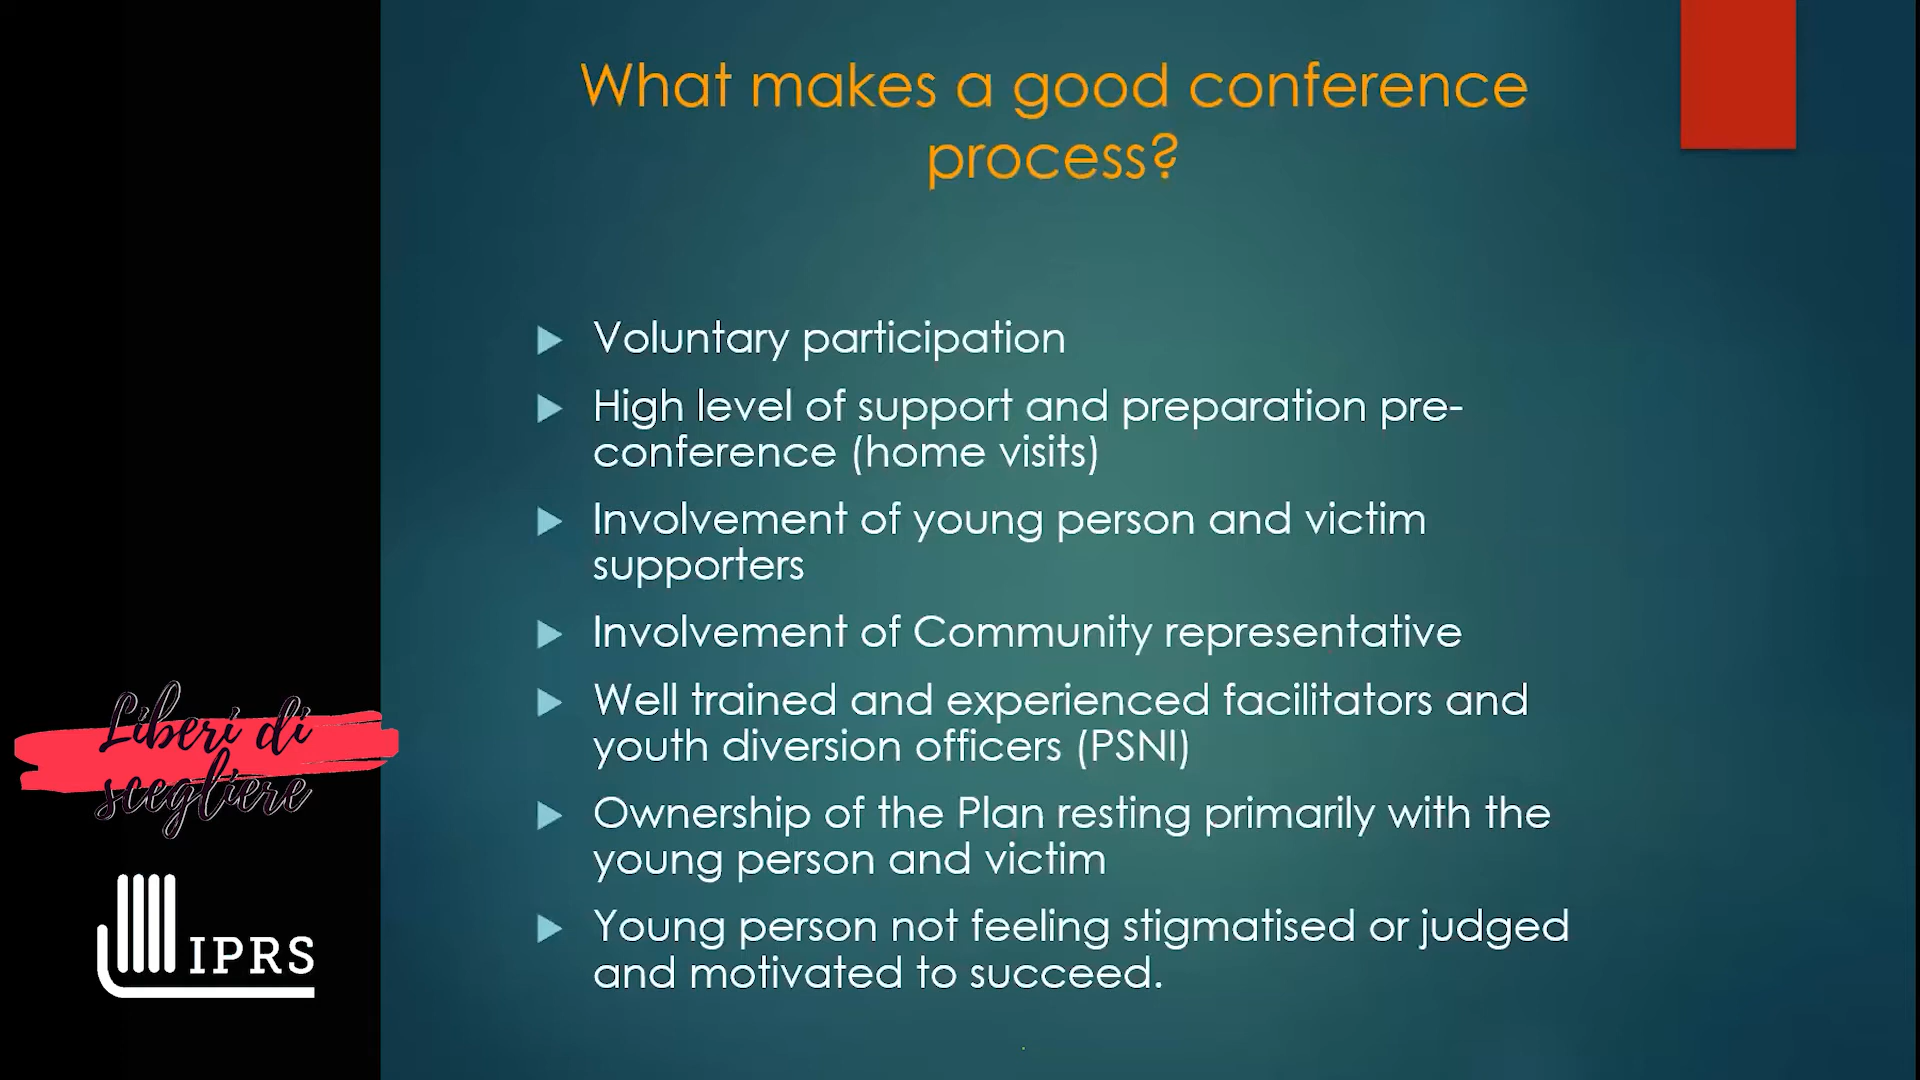 What makes a good conference
process?
Voluntary participation
High level of support and preparation pre-
conference (home visits)
Involvement of young person and victim
supporters
Involvement of Community representative
Well trained and experienced facilitators and
youth diversion officers (PSNI)
Ownership of the Plan resting primarily with the
young person and victim
Young person not feeling stigmatised or judged
and motivated to succeed.
Liberi di
scegliere
IPRS